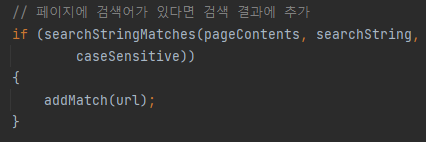 // 페이지에 검색어가 있다면 검색 결과에 추가
if (searchStringMatches(pageContents, searchString,
        caseSensitive))
{
    addMatch(url);
}